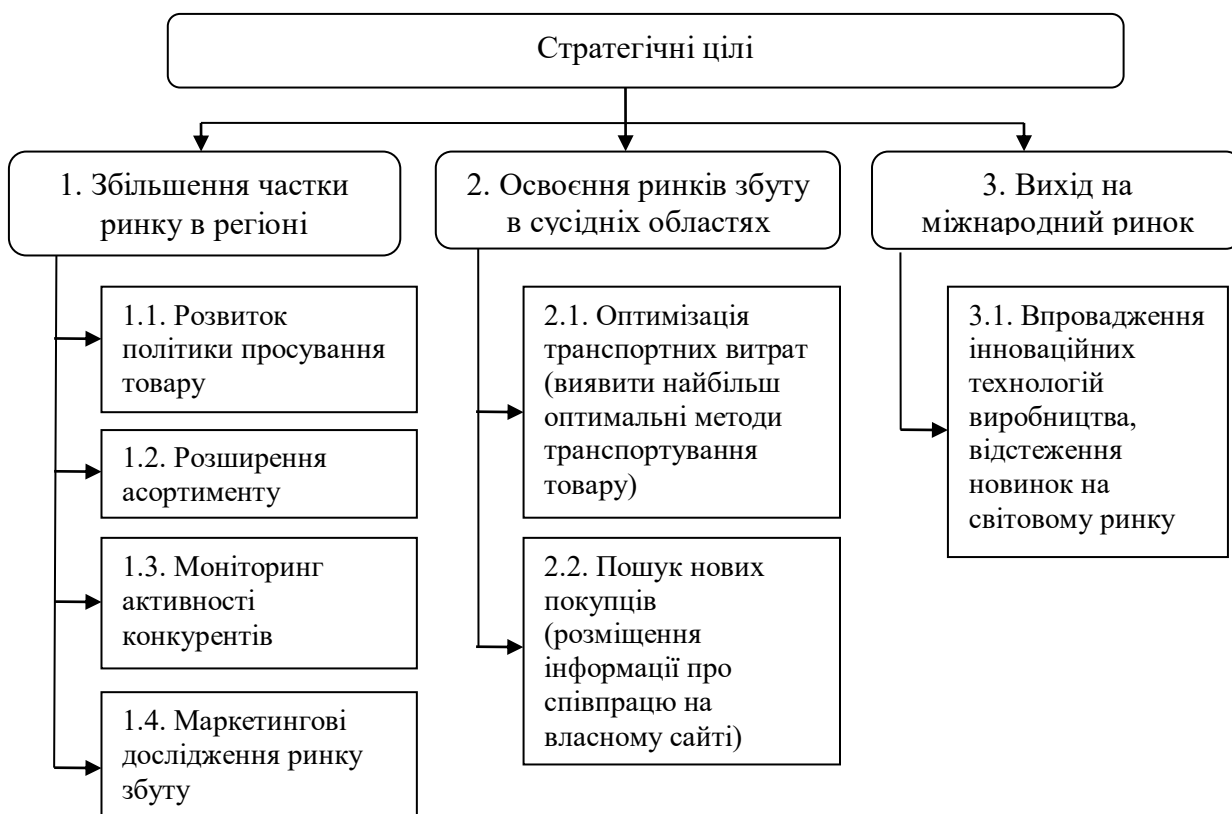 Стратегічні цілі
1. Збільшення частки
ринку в регіоні
2. Освоєння ринків збуту
в сусідніх областях
3. Вихід на
міжнародний ринок
1.1. Розвиток
політики просування
товару
1.2. Розширення
асортименту
1.3. Моніторинг
активності
конкурентів
1.4. Маркетингові
дослідження ринку
збуту
2.1. Оптимізація
транспортних витрат
(виявити найбільш
оптимальні методи
транспортування
товару)
2.2. Пошук нових
покупців
(розміщення
інформації про
співпрацю на
власному сайті)
3.1. Впровадження
інноваційних
технологій
виробництва,
відстеження
новинок на
світовому ринку